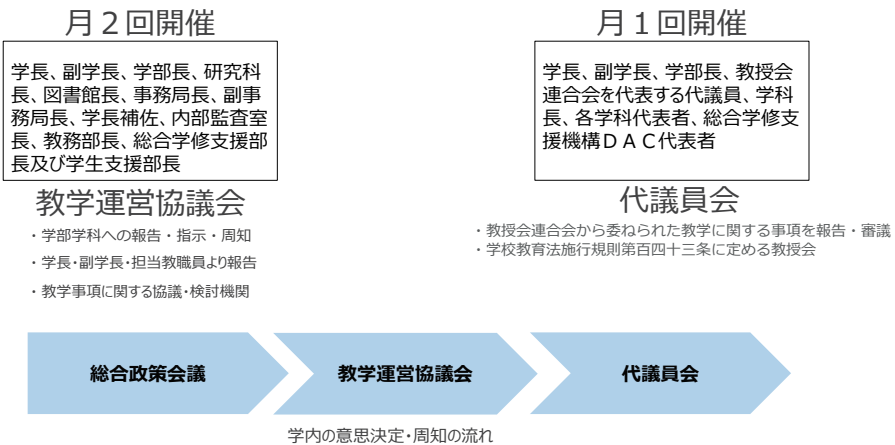 月２回開催
学長、副学長、学部長、研究科
長、図書館長、事務局長、副事
務局長、学長補佐、内部監査室
長、教務部長、総合学修支援部
長及び学生支援部長
教学運営協議会
・学部学科への報告・指示・周知
・学長・副学長・担当教職員より報告
・教学事項に関する協議・検討機関
月１回開催
学長、副学長、学部長、教授会
連合会を代表する代議員、学科
長、各学科代表者、総合学修支
援機構ＤＡＣ代表者
代議員会
・教授会連合会から委ねられた教学に関する事項を報告・審議
・学校教育法施行規則第百四十三条に定める教授会
総合政策会議
教学運営協議会
代議員会
学内の意思決定・周知の流れ